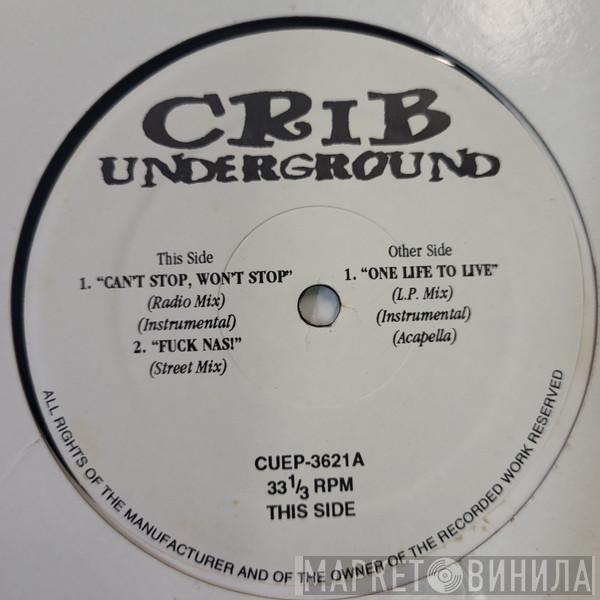 CRIB
UNDERGROUND
This Side
1. "CAN'T STOP, WON'T STOP"
(Radio Mix)
(Instrumental)
2. "FUCK NAS!"
(Street Mix)
Other Side
1. "ONE LIFE TO LIVE"
(L.P. Mix)
(Instrumental)
(Acapella)
CUEP-3621A
33 1/3 RPM
THIS SIDE
ALL RIGHTS OF THE MANUFACTURER AND OF THE OWNER OF THE RECORDED WORK RESERVED
МАРКЕТ ВИНИЛА